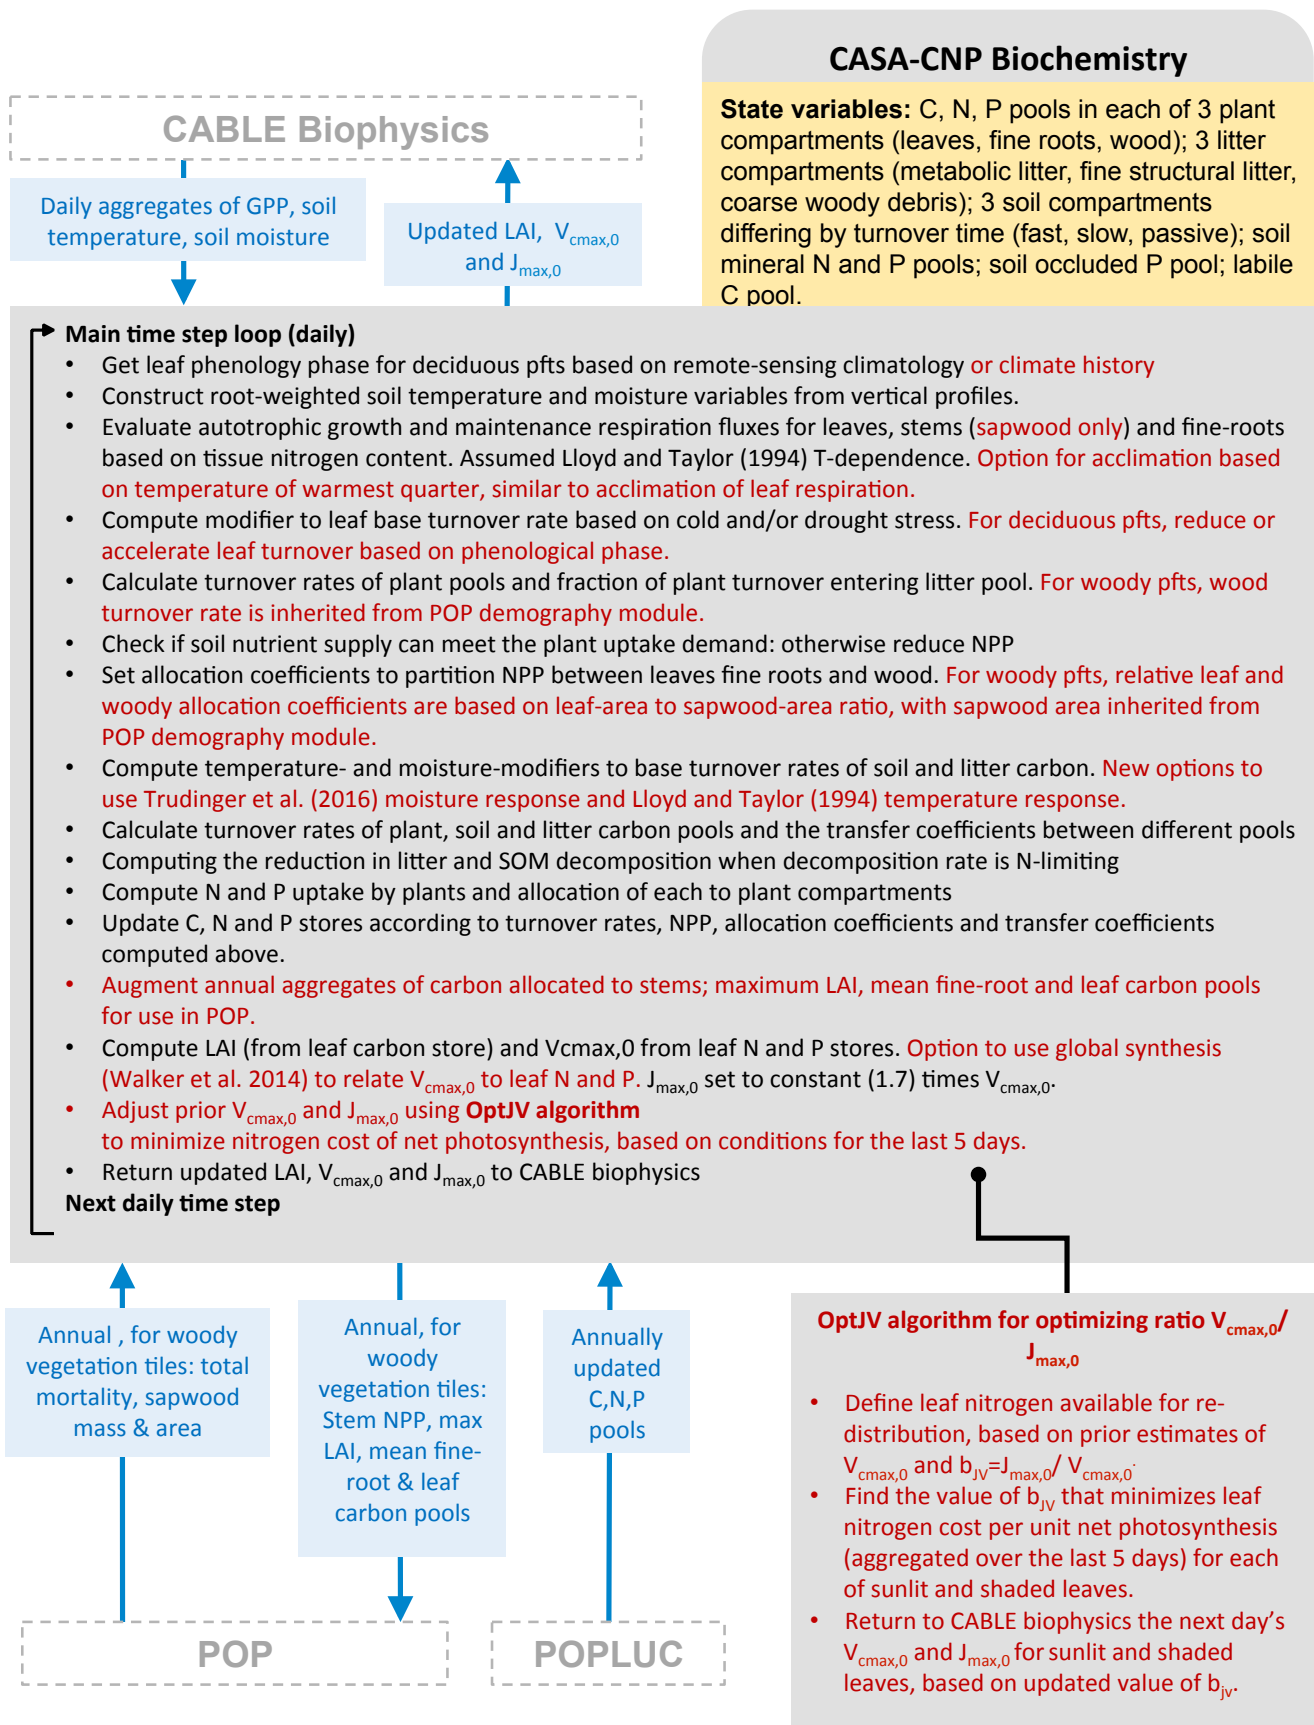 CASA-CNP Biochemistry
State variables: C, N, P pools in each of 3 plant
compartments (leaves, fine roots, wood); 3 litter
compartments (metabolic litter, fine structural litter,
coarse woody debris); 3 soil compartments
differing by turnover time (fast, slow, passive); soil
mineral N and P pools; soil occluded P pool; labile
C pool.
CABLE Biophysics
Daily aggregates of GPP, soil
temperature, soil moisture
Updated LAI, Vcmax,0
and Jmax,0
Main time step loop (daily)
• Get leaf phenology phase for deciduous pfts based on remote-sensing climatology or climate history
• Construct root-weighted soil temperature and moisture variables from vertical profiles.
• Evaluate autotrophic growth and maintenance respiration fluxes for leaves, stems (sapwood only) and fine-roots
based on tissue nitrogen content. Assumed Lloyd and Taylor (1994) T-dependence. Option for acclimation based
on temperature of warmest quarter, similar to acclimation of leaf respiration.
• Compute modifier to leaf base turnover rate based on cold and/or drought stress. For deciduous pfts, reduce or
accelerate leaf turnover based on phenological phase.
• Calculate turnover rates of plant pools and fraction of plant turnover entering litter pool. For woody pfts, wood
turnover rate is inherited from POP demography module.
• Check if soil nutrient supply can meet the plant uptake demand: otherwise reduce NPP
• Set allocation coefficients to partition NPP between leaves fine roots and wood. For woody pfts, relative leaf and
woody allocation coefficients are based on leaf-area to sapwood-area ratio, with sapwood area inherited from
POP demography module.
• Compute temperature- and moisture-modifiers to base turnover rates of soil and litter carbon. New options to
use Trudinger et al. (2016) moisture response and Lloyd and Taylor (1994) temperature response.
• Calculate turnover rates of plant, soil and litter carbon pools and the transfer coefficients between different pools
• Computing the reduction in litter and SOM decomposition when decomposition rate is N-limiting
• Compute N and P uptake by plants and allocation of each to plant compartments
• Update C, N and P stores according to turnover rates, NPP, allocation coefficients and transfer coefficients
computed above.
• Augment annual aggregates of carbon allocated to stems; maximum LAI, mean fine-root and leaf carbon pools
for use in POP.
• Compute LAI (from leaf carbon store) and Vcmax,0 from leaf N and P stores. Option to use global synthesis
(Walker et al. 2014) to relate Vcmax,0 to leaf N and P. Jmax,0 set to constant (1.7) times Vcmax,0.
• Adjust prior Vcmax,0 and Jmax,0 using OptJV algorithm
to minimize nitrogen cost of net photosynthesis, based on conditions for the last 5 days.
• Return updated LAI, Vcmax,0 and Jmax,0 to CABLE biophysics
Next daily time step
Annual , for woody
vegetation tiles: total
mortality, sapwood
mass & area
Annual, for
woody
vegetation tiles:
Stem NPP, max
LAI, mean fine-
root & leaf
carbon pools
Annually
updated
C,N,P
pools
POP
POPLUC
OptJV algorithm for optimizing ratio Vcmax,0/
Jmax,0
• Define leaf nitrogen available for re-
distribution, based on prior estimates of
Vcmax,0 and bJV=Jmax,0/ Vcmax,0.
• Find the value of bJV that minimizes leaf
nitrogen cost per unit net photosynthesis
(aggregated over the last 5 days) for each
of sunlit and shaded leaves.
• Return to CABLE biophysics the next day's
Vcmax,0 and Jmax,0 for sunlit and shaded
leaves, based on updated value of bjv.